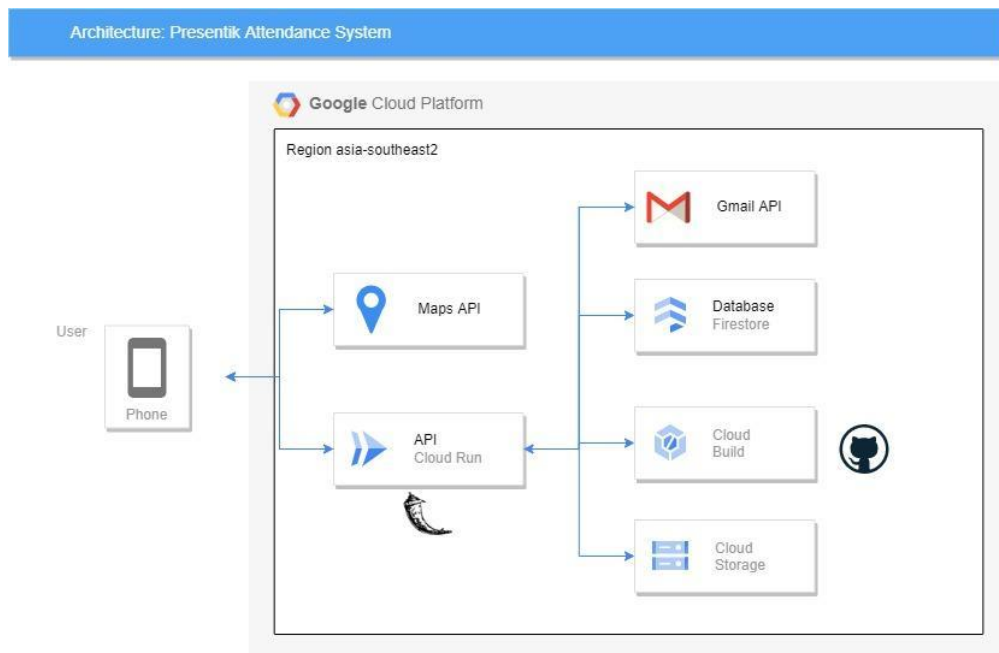 Architecture: Presentik Attendance System
Google Cloud Platform
Region asia-southeast2
Gmail API
Maps API
Database
Firestore
User
Phone
API
Cloud Run
Cloud
Build
Cloud
Storage